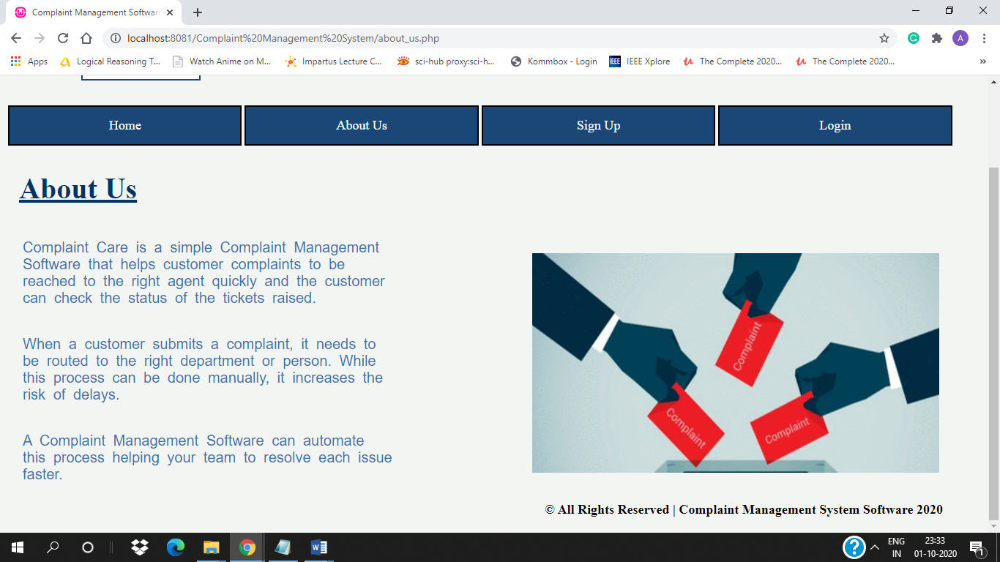 Complaint Management Softwar
localhost:8081/Complaint%20Management%20System/about_us.php
A
Apps
Logical Reasoning T...
Watch Anime on M...
Impartus Lecture C...
sci-hub proxy:sci-h...
Kommbox - Login
IEEE
IEEE Xplore
The Complete 2020...
The Complete 2020...
»
Home
About Us
Sign Up
Login
About Us
Complaint Care is a simple Complaint Management
Software that helps customer complaints to be
reached to the right agent quickly and the customer
can check the status of the tickets raised.
When a customer submits a complaint, it needs to
be routed to the right department or person. While
this process can be done manually, it increases the
risk of delays.
A Complaint Management Software can automate
this process helping your team to resolve each issue
faster.
Complaint
Complaint
Complaint
© All Rights Reserved | Complaint Management System Software 2020
ENG
IN
23:33
01-10-2020
1